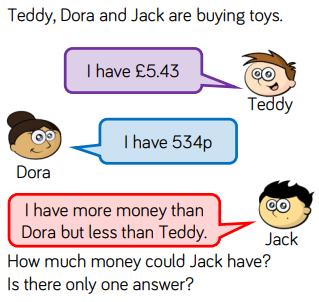 Teddy, Dora and Jack are buying toys.
I have £5.43
Teddy
I have 534p
Dora
I have more money than
Dora but less than Teddy.
Jack
How much money could Jack have?
Is there only one answer?